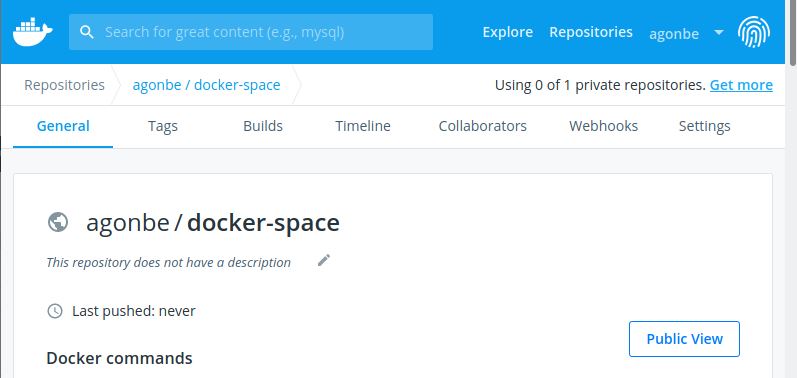 Search for great content (e.g., mysql) Explore Repositories agonbe
Repositories agonbe / docker-space Using 0 of 1 private repositories. Get more
General Tags Builds Timeline Collaborators Webhooks Settings
agonbe / docker-space
This repository does not have a description
Last pushed: never
Public View
Docker commands